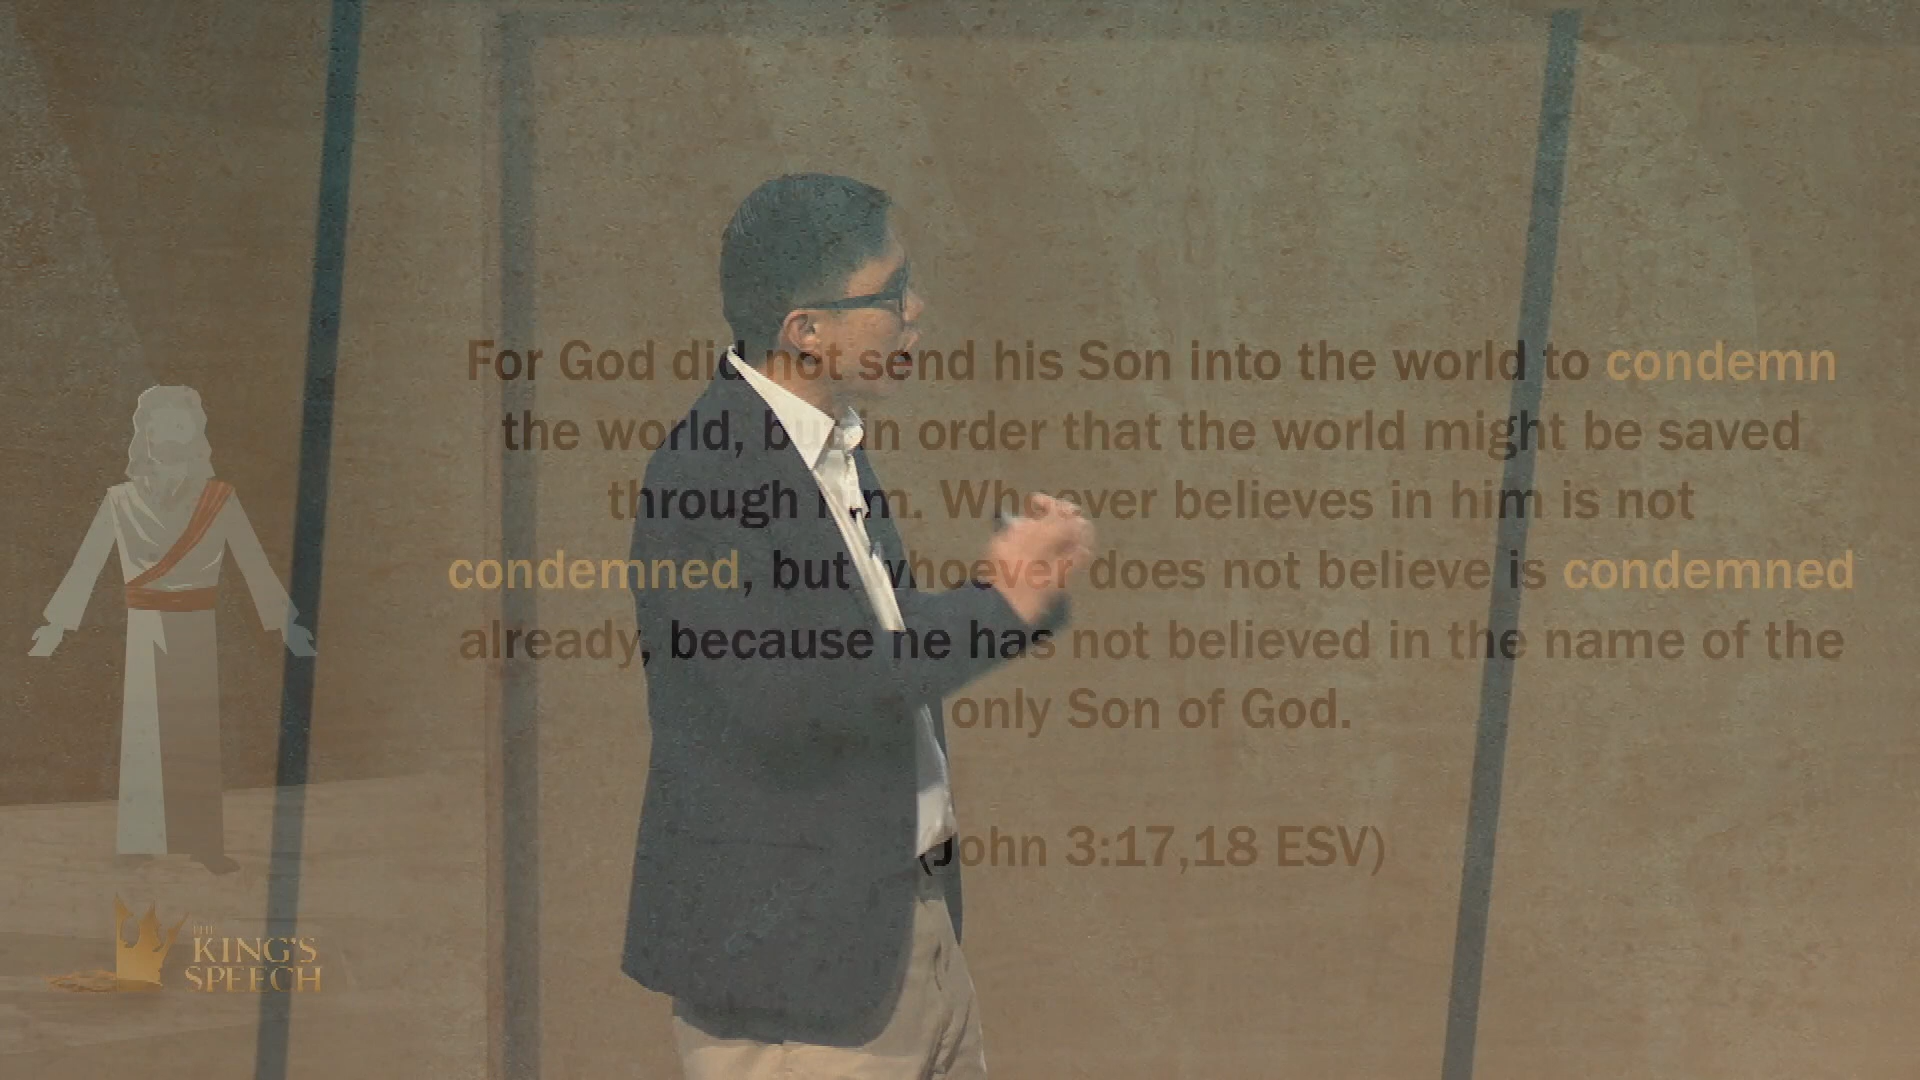 For God did not send his Son into the world to condemn
the world, but in order that the world might be saved
through him. Whoever believes in him is not
condemned, but whoever does not believe is condemned
already, because he has not believed in the name of the
only Son of God.
(John 3:17,18 ESV)
THE
KING'S
SPEECH